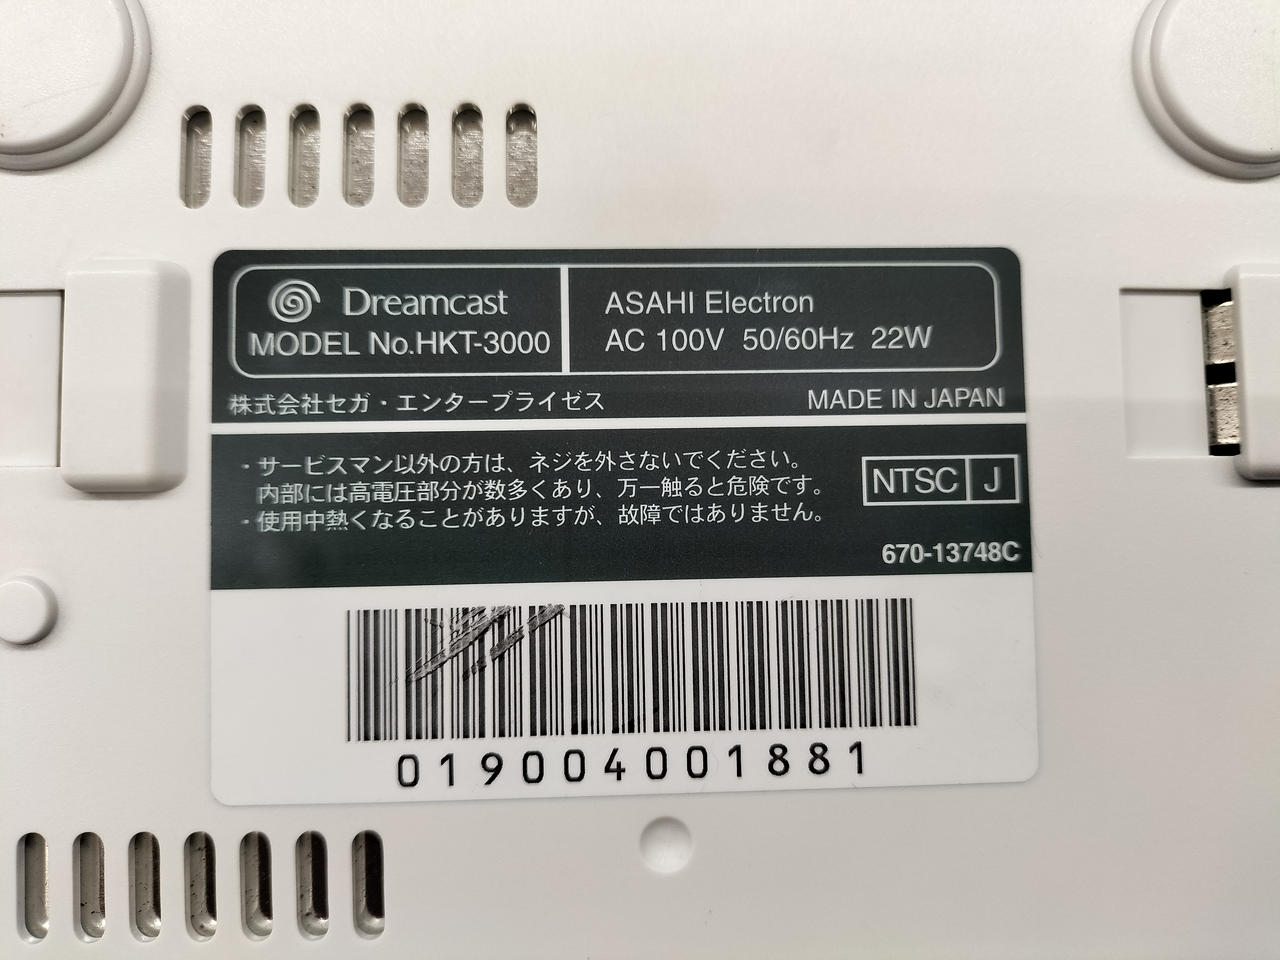 Dreamcast
MODEL No.HKT-3000
ASAHI Electron
AC 100V 50/60Hz 22W
株式会社セガ・エンタープライゼス
MADE IN JAPAN
・サービスマン以外の方は、ネジを外さないでください。
内部には高電圧部分が数多くあり、万一触ると危険です。
・使用中熱くなることがありますが、故障ではありません。
NTSC J
670-13748C
019004001881